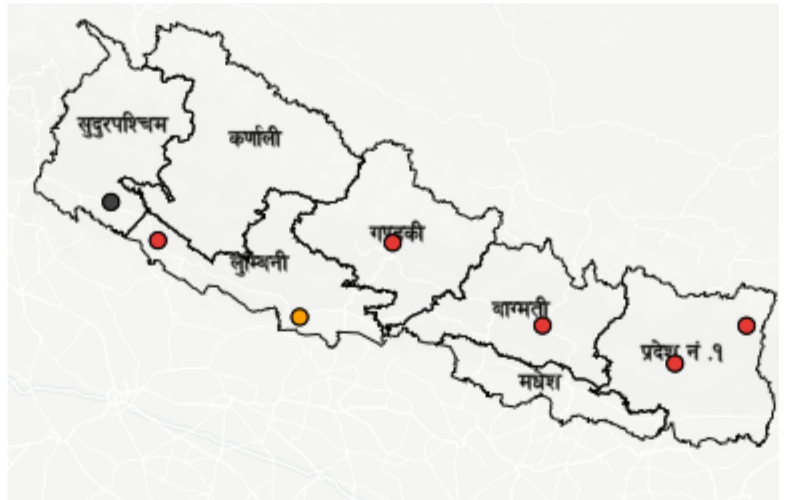 सुदुरपश्चिम
कर्णाली
गण्डकी
लुम्बिनी
बाग्मती
प्रदेश नं .१
मधेश